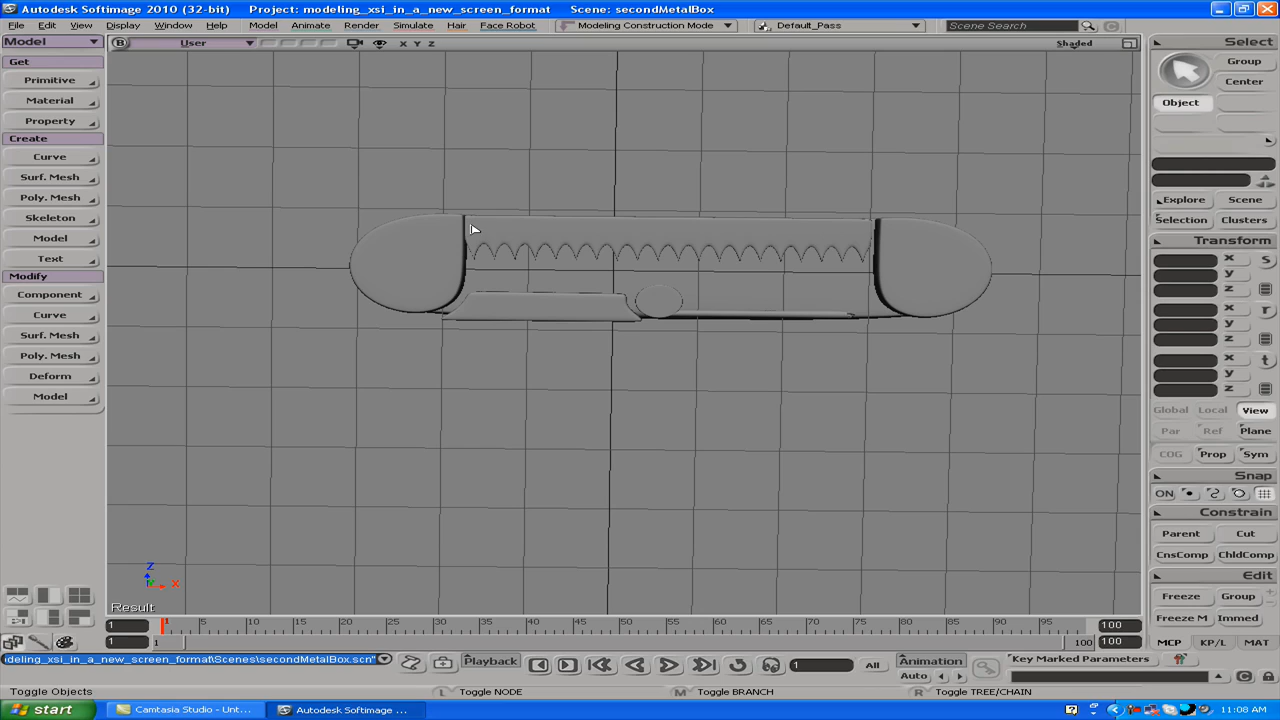 Autodesk Softimage 2010 (32-bit) Project: modeling_xsi_in_a_new_screen_format Scene: secondMetalBox
File Edit View Display Window Model Animate Render Simulate Hair Face Robot Modeling Construction Mode Default_Pass Scene Search
Model
B User X Y Z Shaded
Select
Get
Primitive
Material
Property
Create
Curve
Surf. Mesh
Poly. Mesh
Skeleton
Model
Text
Modify
Component
Curve
Surf. Mesh
Poly. Mesh
Deform
Model
Group
Center
Object
Explore Scene
Selection Clusters
Transform
x s
y
z
x r
y
z
x t
y
z
Global Local View
Par Ref Plane
COG Prop Sym
Snap
ON
Constrain
Parent Cut
CnsComp ChldComp
Edit
Freeze Group
Freeze M Immed
MCP KP/L MAT
Z
X
Result
1 1 5 10 15 20 25 30 35 40 45 50 55 60 65 70 75 80 85 90 95 100
1 1 100 100
deling_xsi_in_a_new_screen_format\Scenes\secondMetalBox.scn" Playback 1 All Animation Key Marked Parameters
Auto
Toggle Objects L Toggle NODE M Toggle BRANCH R Toggle TREE/CHAIN
start Camtasia Studio - Unt... Autodesk Softimage ... 11:08 AM